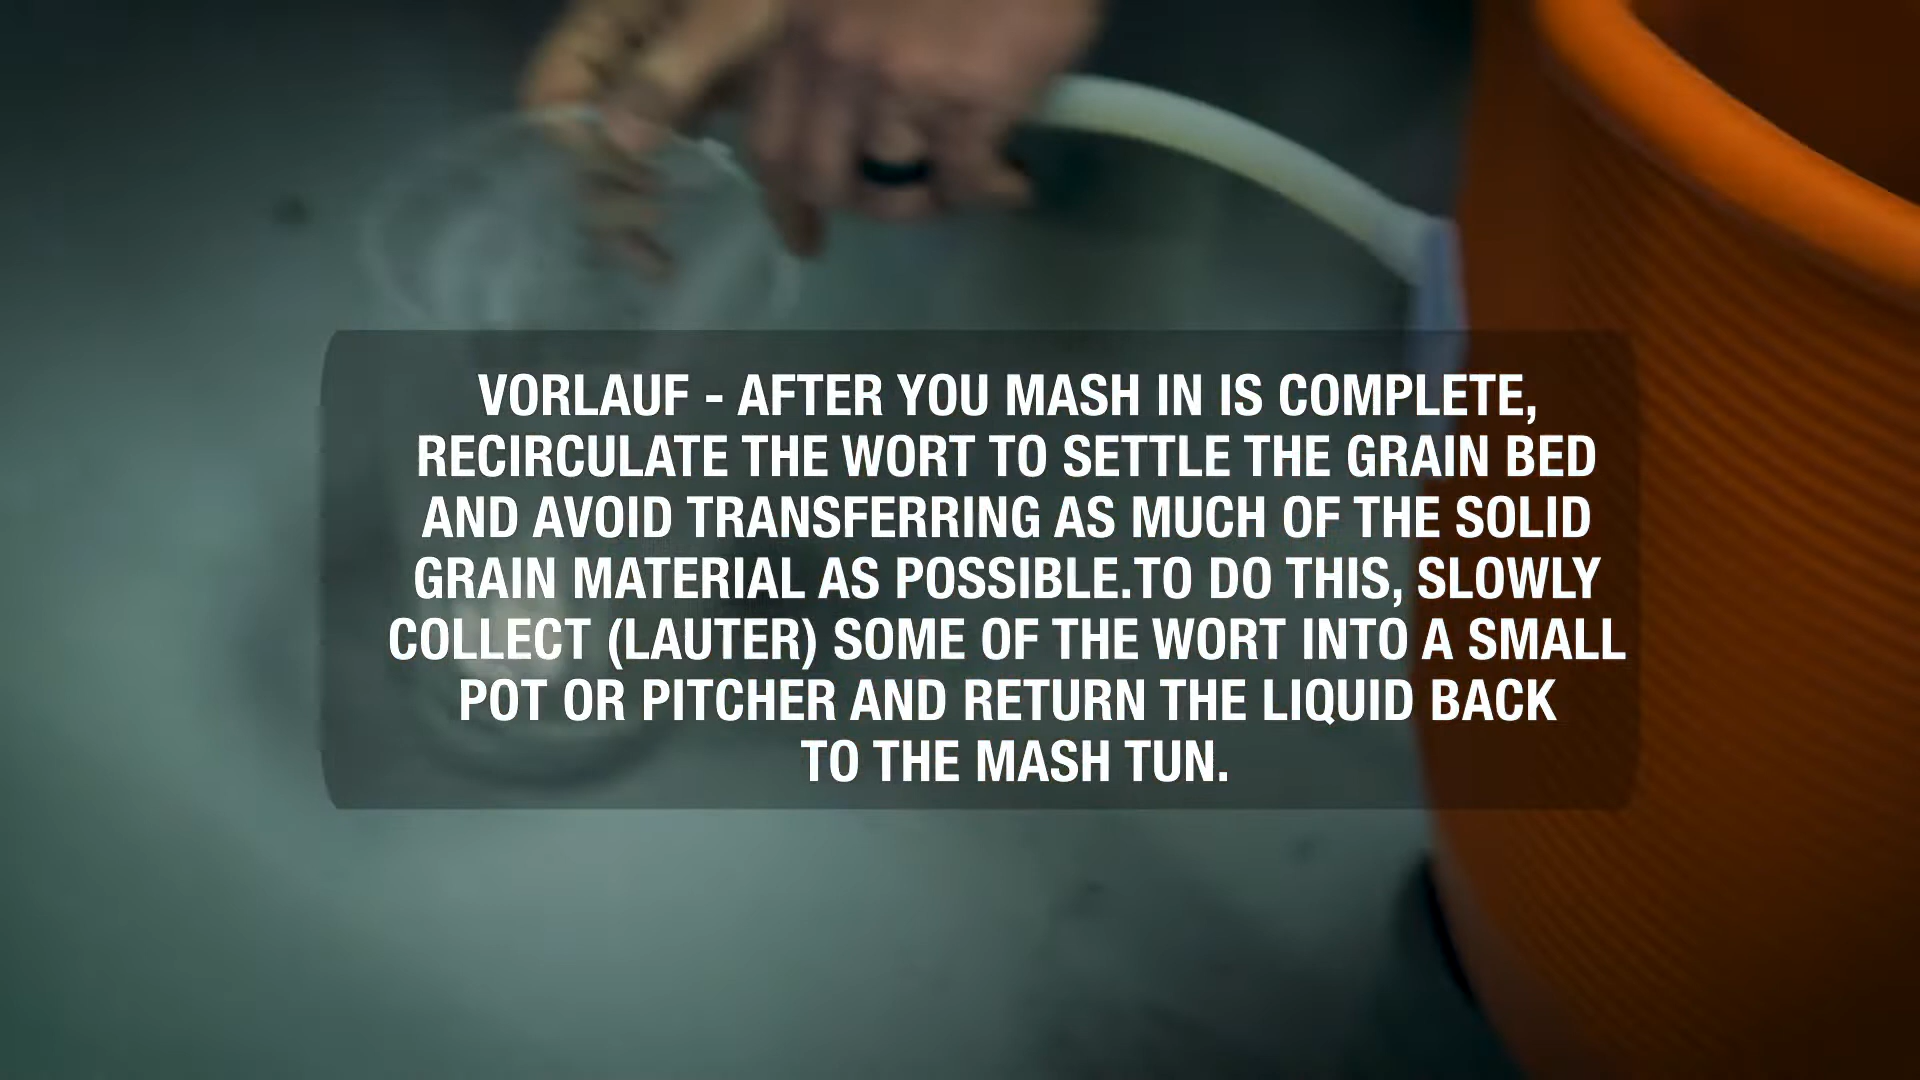 VORLAUF - AFTER YOU MASH IN IS COMPLETE,
RECIRCULATE THE WORT TO SETTLE THE GRAIN BED
AND AVOID TRANSFERRING AS MUCH OF THE SOLID
GRAIN MATERIAL AS POSSIBLE.TO DO THIS, SLOWLY
COLLECT (LAUTER) SOME OF THE WORT INTO A SMALL
POT OR PITCHER AND RETURN THE LIQUID BACK
TO THE MASH TUN.